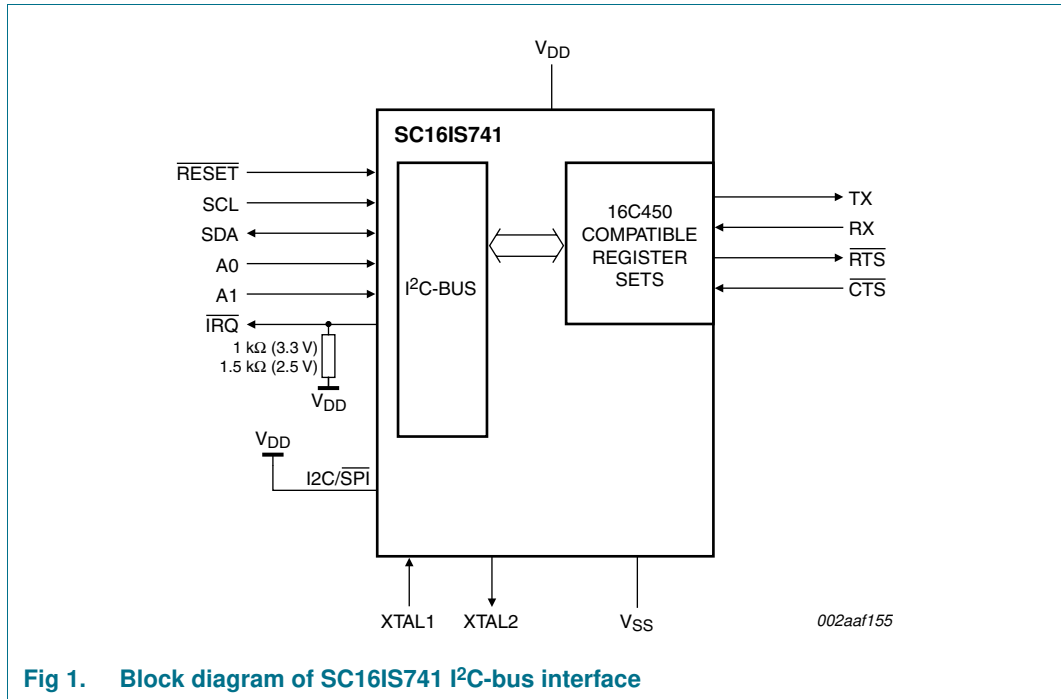 VDD
SC16IS741
RESET
SCL
SDA
A0
A1
IRQ
1 kΩ (3.3 V)
1.5 kΩ (2.5 V)
VDD
VDD
I2C/SPI
I²C-BUS
16C450
COMPATIBLE
REGISTER
SETS
TX
RX
RTS
CTS
XTAL1
XTAL2
VSS
002aaf155
Fig 1. Block diagram of SC16IS741 I²C-bus interface